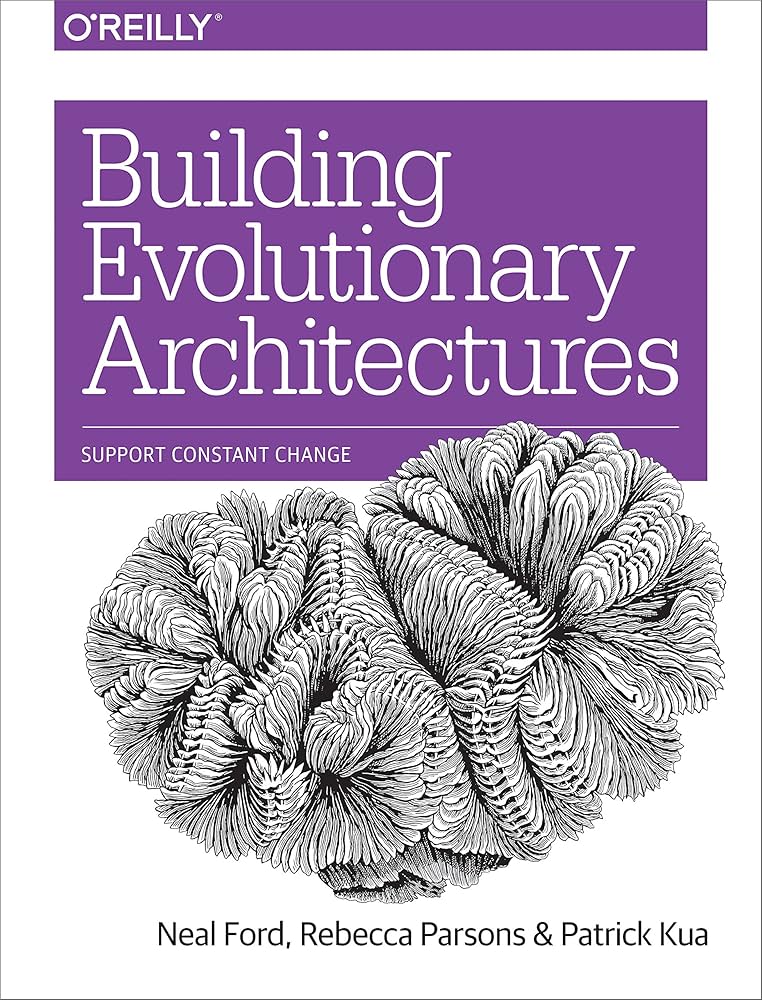 O'REILLY®
Building
Evolutionary
Architectures
SUPPORT CONSTANT CHANGE
Neal Ford, Rebecca Parsons & Patrick Kua